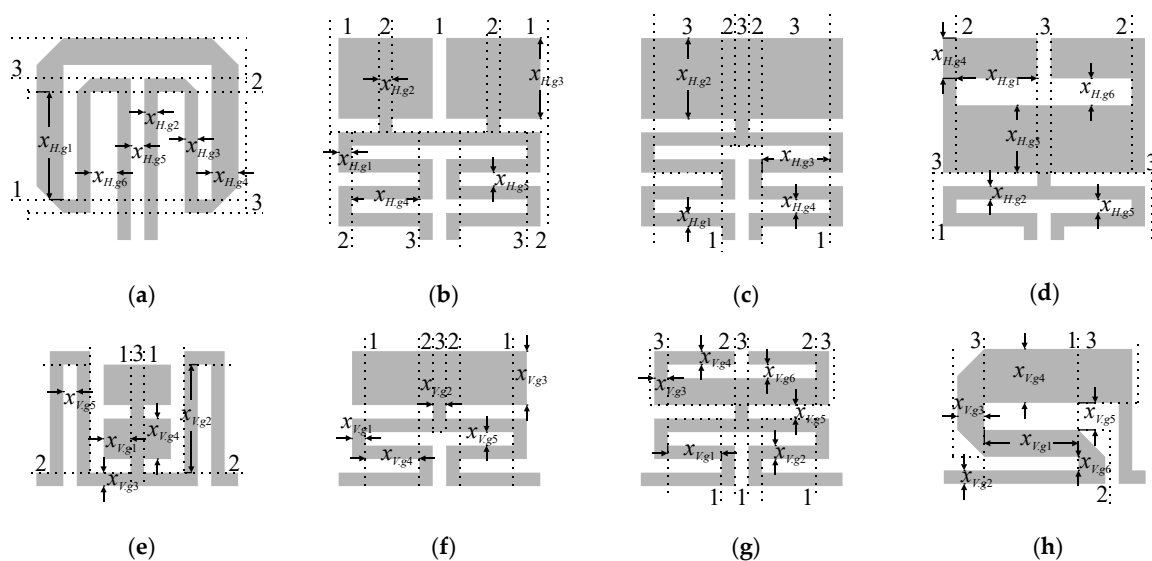 1 2 1 2 1
3 2 3 2 3
2 3 2
3 2
x_{H.g4}
x_{H.g1}
x_{H.g6}
x_{H.g2}
x_{H.g3}
x_{H.g2}
x_{H.g1}
x_{H.g2}
x_{H.g5}
x_{H.g3}
x_{H.g3}
x_{H.g6}
x_{H.g4}
x_{H.g1}
x_{H.g5}
x_{H.g3}
3 3
1 3
x_{H.g4}
x_{H.g2}
x_{H.g1}
x_{H.g4}
x_{H.g5}
2 3 3 2
1 1
1
(a) (b) (c) (d)
1 3 1
2 2
x_{V.g5}
x_{V.g1}
x_{V.g4}
x_{V.g2}
x_{V.g3}
1 2 3 2 1
x_{V.g2}
x_{V.g3}
x_{V.g1}
x_{V.g5}
x_{V.g4}
3 2 3 2 3
x_{V.g4}
x_{V.g3}
x_{V.g6}
x_{V.g5}
x_{V.g1}
x_{V.g2}
1 1 1
3 1 3
x_{V.g4}
x_{V.g3}
x_{V.g5}
x_{V.g1}
x_{V.g6}
x_{V.g2}
2
(e) (f) (g) (h)